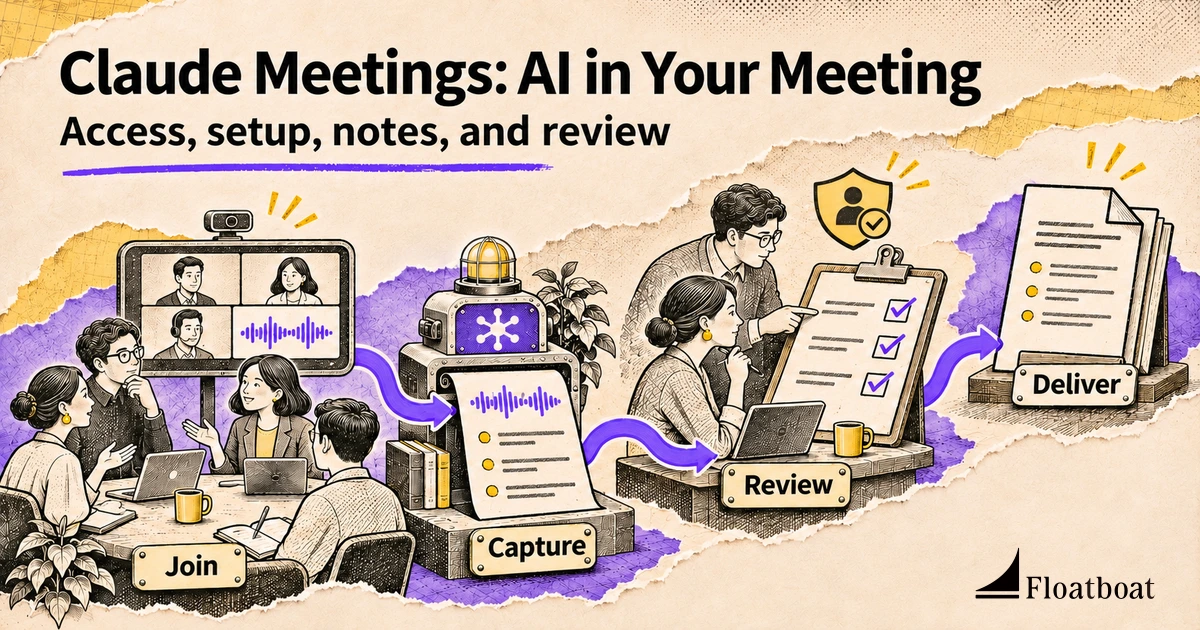 Claude Meetings: AI in Your Meeting
Access, setup, notes, and review
Join
Capture
Review
Deliver
Floatboat